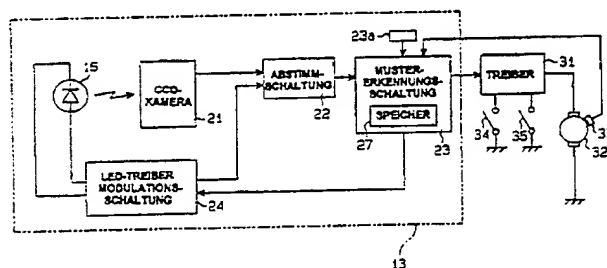 15
CCD-
KAMERA
21
ABSTIMM-
SCHALTUNG
22
23a
MUSTER-
ERKENNUNGS-
SCHALTUNG
SPEICHER
27
23
31
TREIBER
34
35
32
LED-TREIBER
MODULATIONS-
SCHALTUNG
24
13